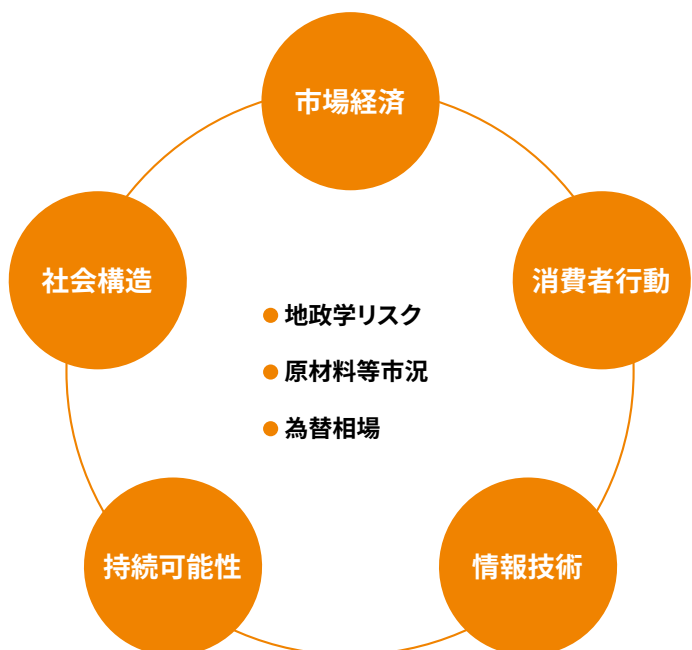 市場経済
社会構造
消費者行動
地政学リスク
原材料等市況
為替相場
持続可能性
情報技術